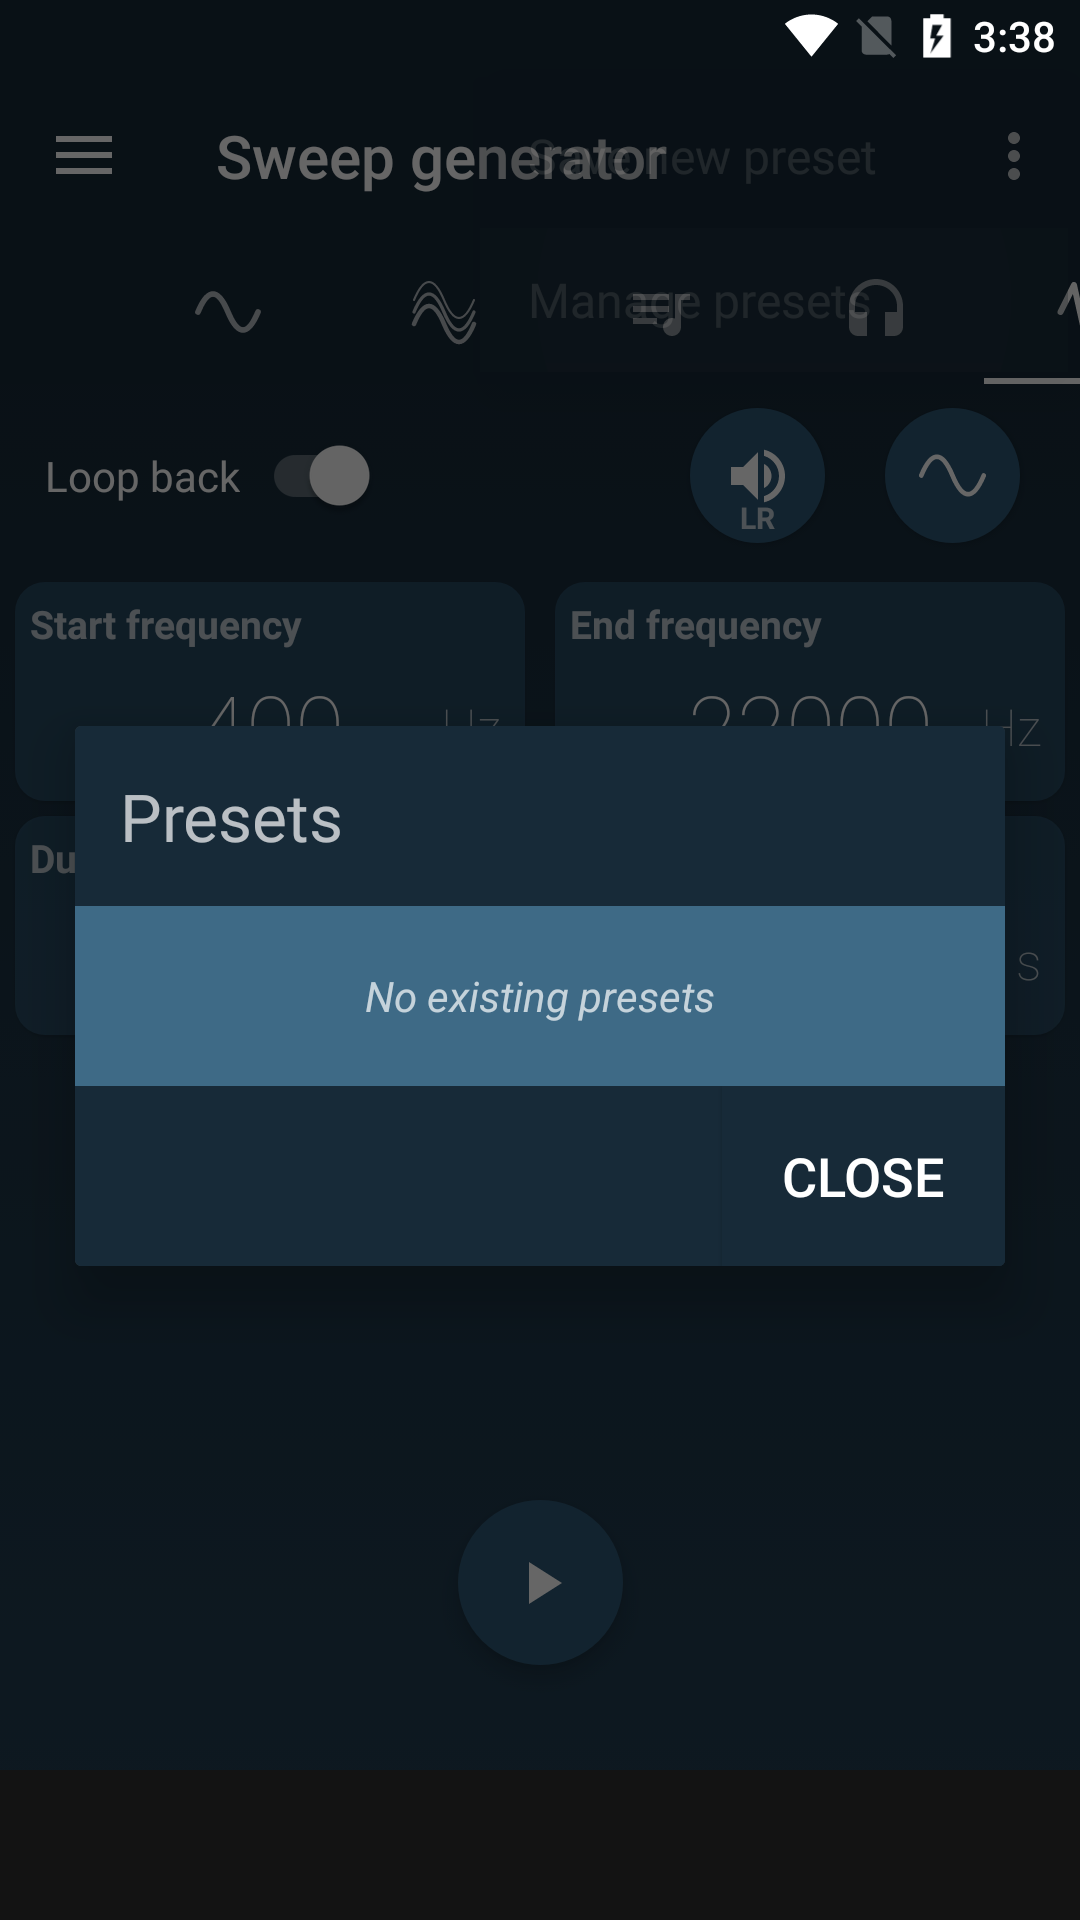 3:38
Sweep generator
Save new preset
Manage presets
Loop back
LR
Start frequency
End frequency
400 Hz
22000 Hz
Du
s
Presets
No existing presets
CLOSE